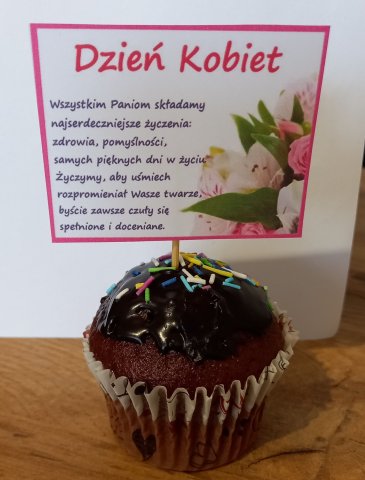 Dzień Kobiet
Wszystkim Paniom składamy
najserdeczniejsze życzenia:
zdrowia, pomyślności,
samych pięknych dni w życiu.
Życzymy, aby uśmiech
rozpromieniał Wasze twarze,
byście zawsze czuły się
spełnione i doceniane.